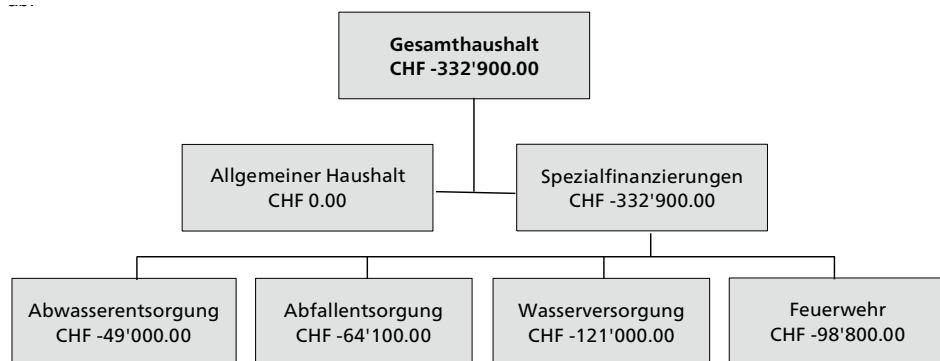 Gesamthaushalt
CHF -332'900.00
Allgemeiner Haushalt
CHF 0.00
Spezialfinanzierungen
CHF -332'900.00
Abwasserentsorgung
CHF -49'000.00
Abfallentsorgung
CHF -64'100.00
Wasserversorgung
CHF -121'000.00
Feuerwehr
CHF -98'800.00